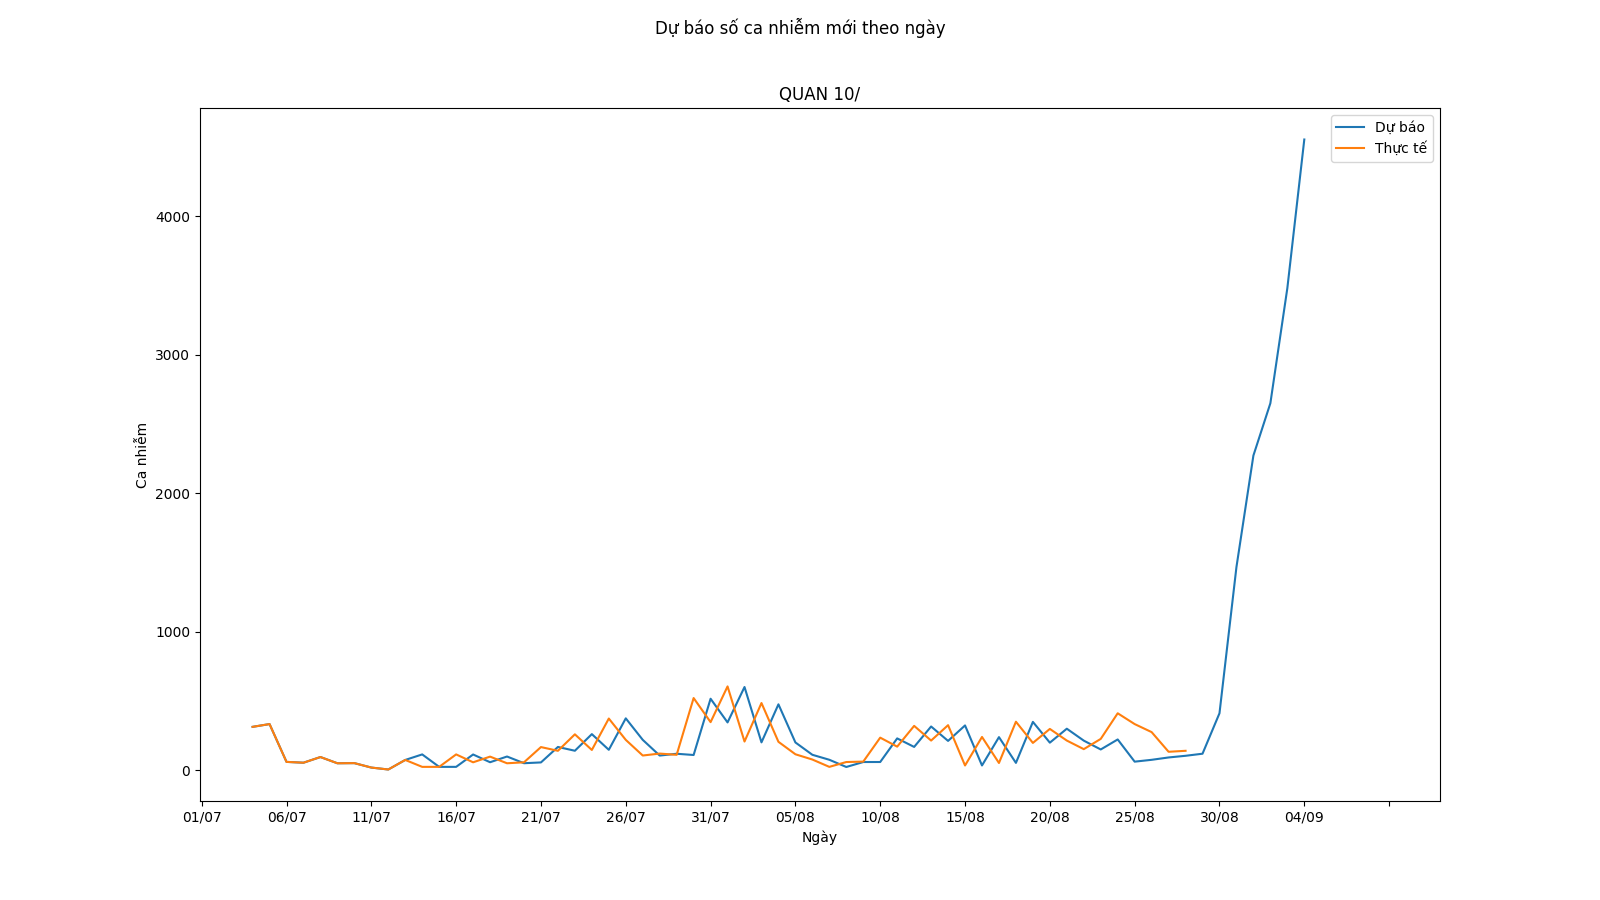 Dự báo số ca nhiễm mới theo ngày
QUAN 10/
Dự báo
Thực tế
4000
3000
2000
1000
0
Ca nhiễm
01/07 06/07 11/07 16/07 21/07 26/07 31/07 05/08 10/08 15/08 20/08 25/08 30/08 04/09
Ngày